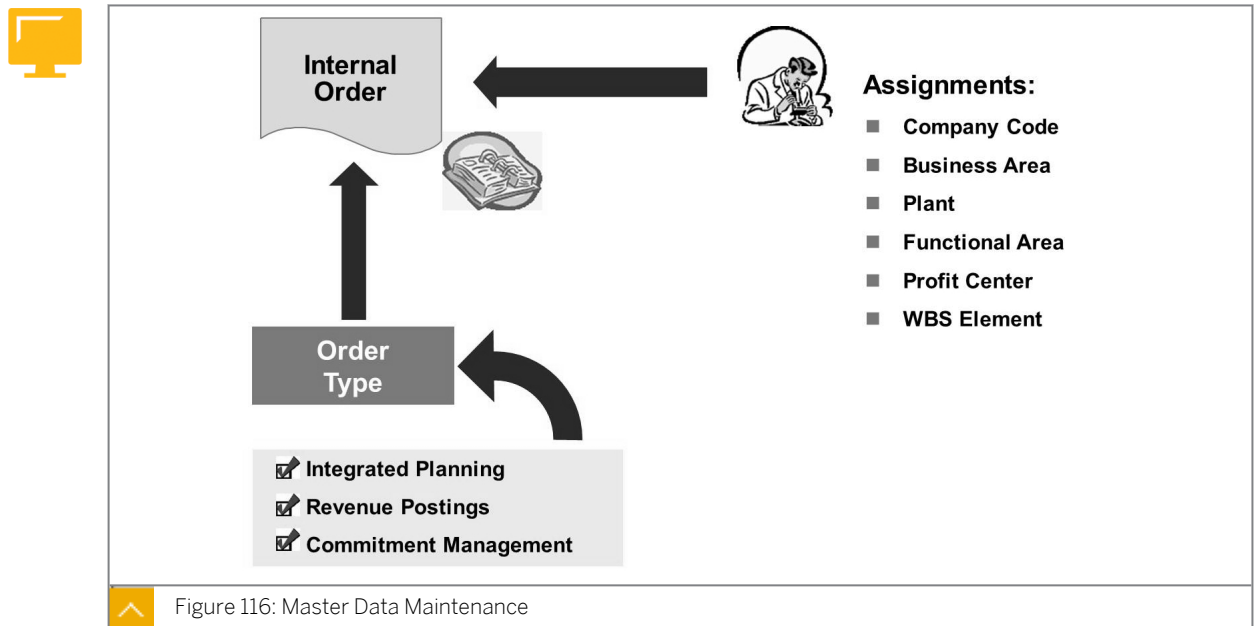 Internal
Order
Assignments:
Company Code
Business Area
Plant
Functional Area
Profit Center
WBS Element
Order
Type
Integrated Planning
Revenue Postings
Commitment Management
Figure 116: Master Data Maintenance